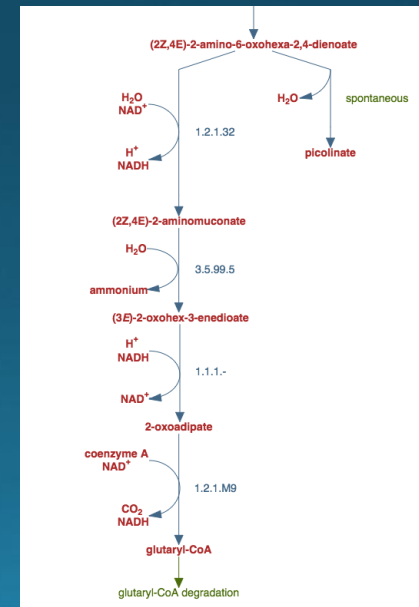 (2Z,4E)-2-amino-6-oxohexa-2,4-dienoate
H₂O
NAD⁺
H₂O
spontaneous
1.2.1.32
H⁺
NADH
picolinate
(2Z,4E)-2-aminomuconate
H₂O
3.5.99.5
ammonium
(3E)-2-oxohex-3-enedioate
H⁺
NADH
1.1.1.-
NAD⁺
2-oxoadipate
coenzyme A
NAD⁺
1.2.1.M9
CO₂
NADH
glutaryl-CoA
glutaryl-CoA degradation